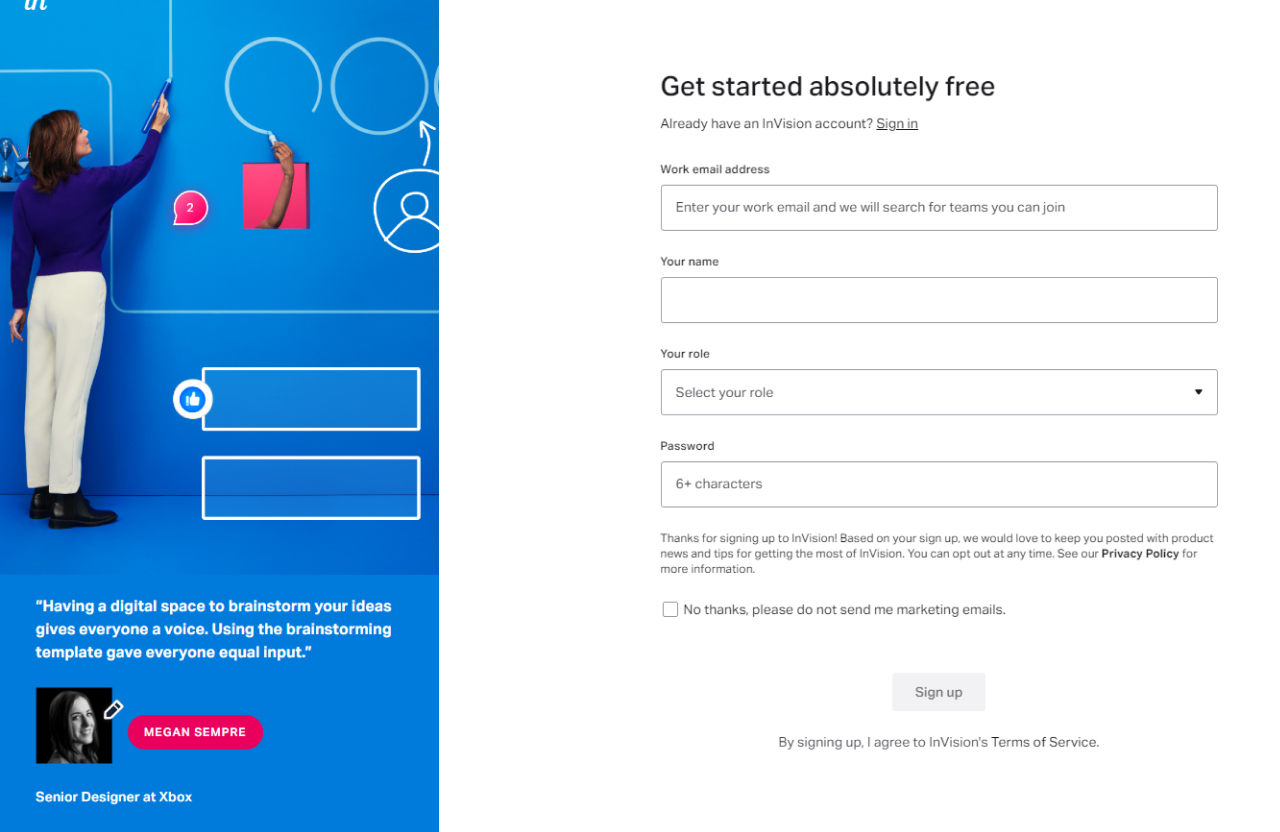 in
2
“Having a digital space to brainstorm your ideas
gives everyone a voice. Using the brainstorming
template gave everyone equal input.”
MEGAN SEMPRE
Senior Designer at Xbox
Get started absolutely free
Already have an InVision account? Sign in
Work email address
Enter your work email and we will search for teams you can join
Your name
Your role
Select your role
Password
6+ characters
Thanks for signing up to InVision! Based on your sign up, we would love to keep you posted with product
news and tips for getting the most of InVision. You can opt out at any time. See our Privacy Policy for
more information.
No thanks, please do not send me marketing emails.
Sign up
By signing up, I agree to InVision's Terms of Service.